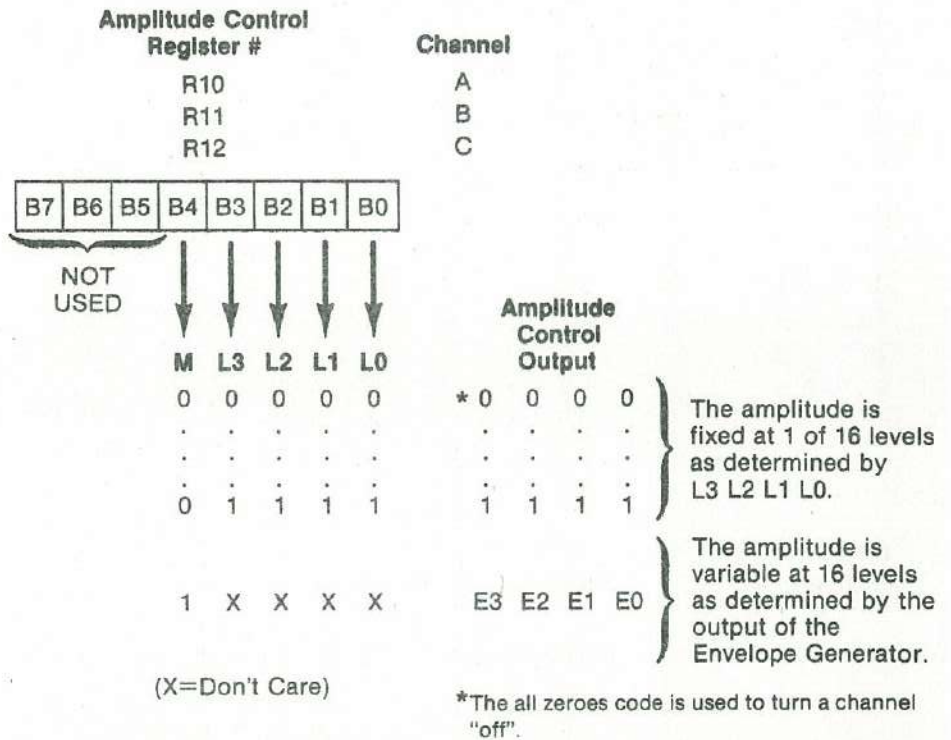 Amplitude Control
Register #
Channel
R10 A
R11 B
R12 C
B7 B6 B5 B4 B3 B2 B1 B0
NOT
USED
Amplitude
Control
Output
M L3 L2 L1 L0
0 0 0 0 0 * 0 0 0 0
. . . . . . . . .
. . . . . . . . .
. . . . . . . . .
0 1 1 1 1 1 1 1 1
The amplitude is
fixed at 1 of 16 levels
as determined by
L3 L2 L1 L0.
1 X X X X E3 E2 E1 E0
The amplitude is
variable at 16 levels
as determined by the
output of the
Envelope Generator.
(X=Don't Care)
*The all zeroes code is used to turn a channel
"off".